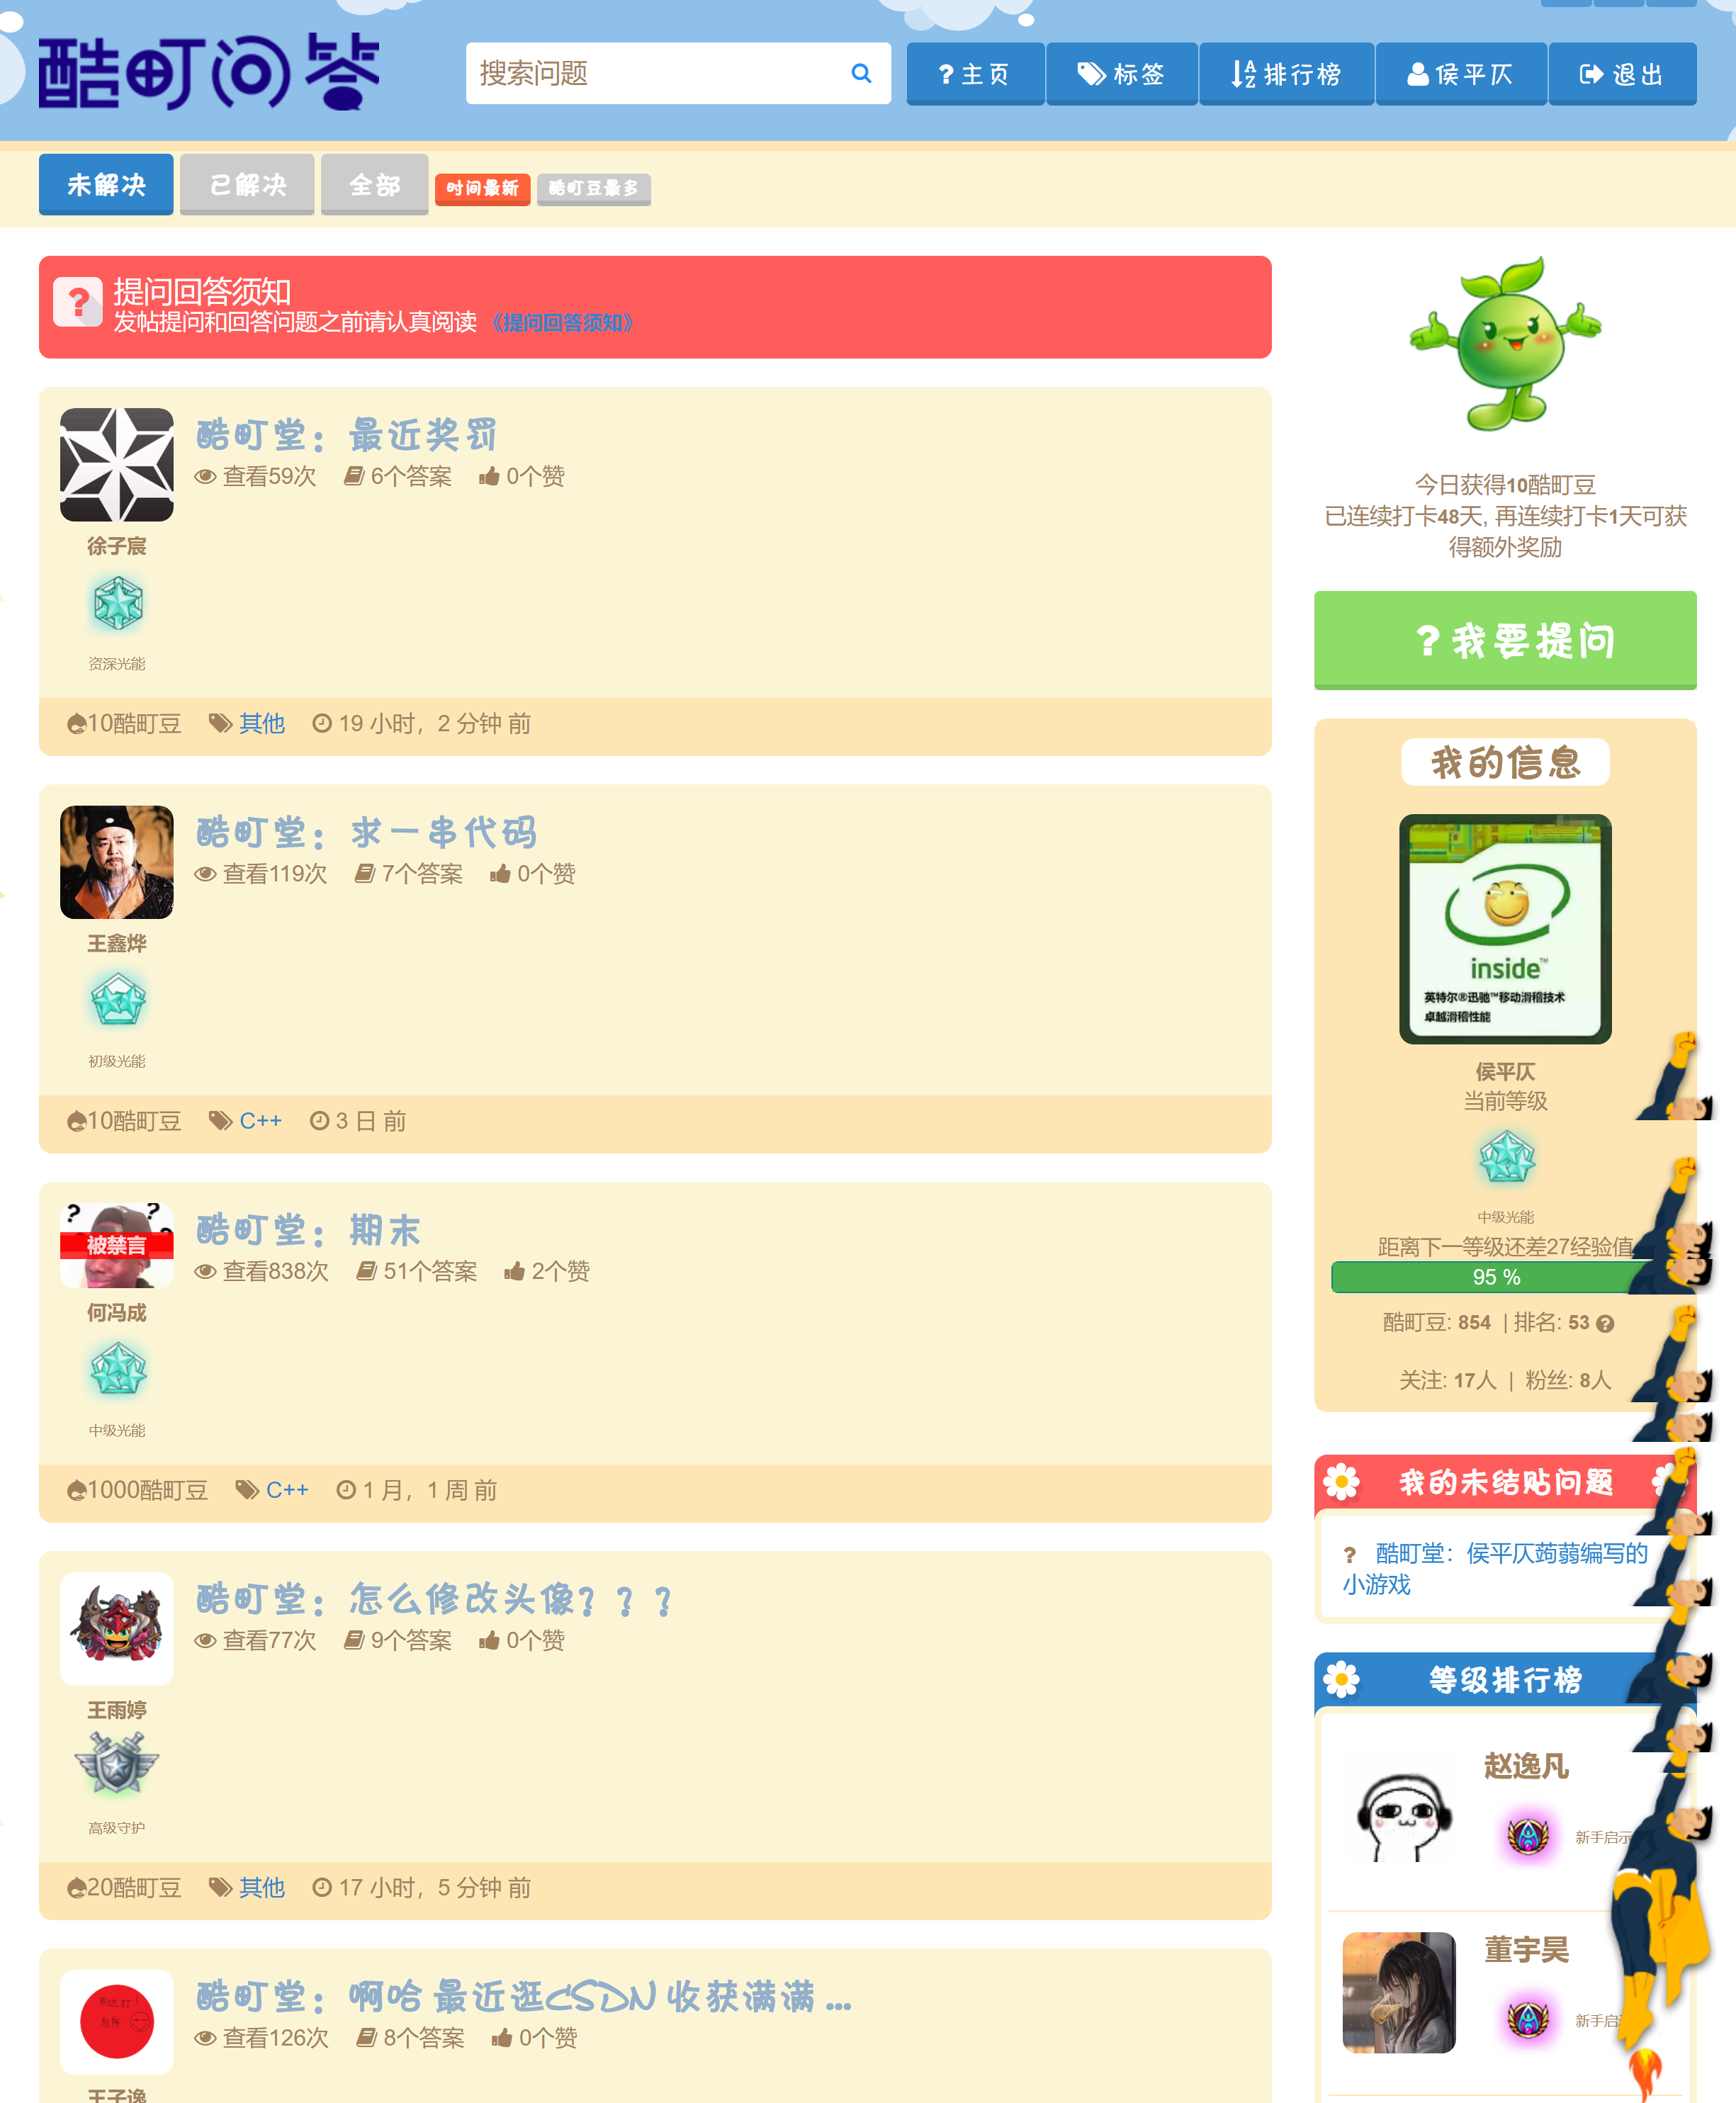 酷町问答
搜索问题
? 主页
标签
排行榜
侯平仄
退出
未解决
已解决
全部
时间最新
酷町豆最多
提问回答须知
发帖提问和回答问题之前请认真阅读 《提问回答须知》
酷町堂：最近奖罚
查看59次 6个答案 0个赞
徐子宸
资深光能
10酷町豆 其他 19 小时，2 分钟 前
酷町堂：求一串代码
查看119次 7个答案 0个赞
王鑫烨
初级光能
10酷町豆 C++ 3 日 前
酷町堂：期末
查看838次 51个答案 2个赞
被禁言
何冯成
中级光能
1000酷町豆 C++ 1 月，1 周 前
酷町堂：怎么修改头像？？？
查看77次 9个答案 0个赞
王雨婷
高级守护
20酷町豆 其他 17 小时，5 分钟 前
酷町堂：啊哈 最近逛CSDN 收获满满 ...
查看126次 8个答案 0个赞
王子逸
今日获得10酷町豆
已连续打卡48天, 再连续打卡1天可获
得额外奖励
? 我要提问
我的信息
inside™
英特尔®迅驰™移动滑稽技术
卓越滑稽性能
侯平仄
当前等级
中级光能
距离下一等级还差27经验值
95 %
酷町豆: 854 | 排名: 53
关注: 17人 | 粉丝: 8人
我的未结贴问题
? 酷町堂：侯平仄蒟蒻编写的
小游戏
等级排行榜
赵逸凡
新手启示
董宇昊
新手启